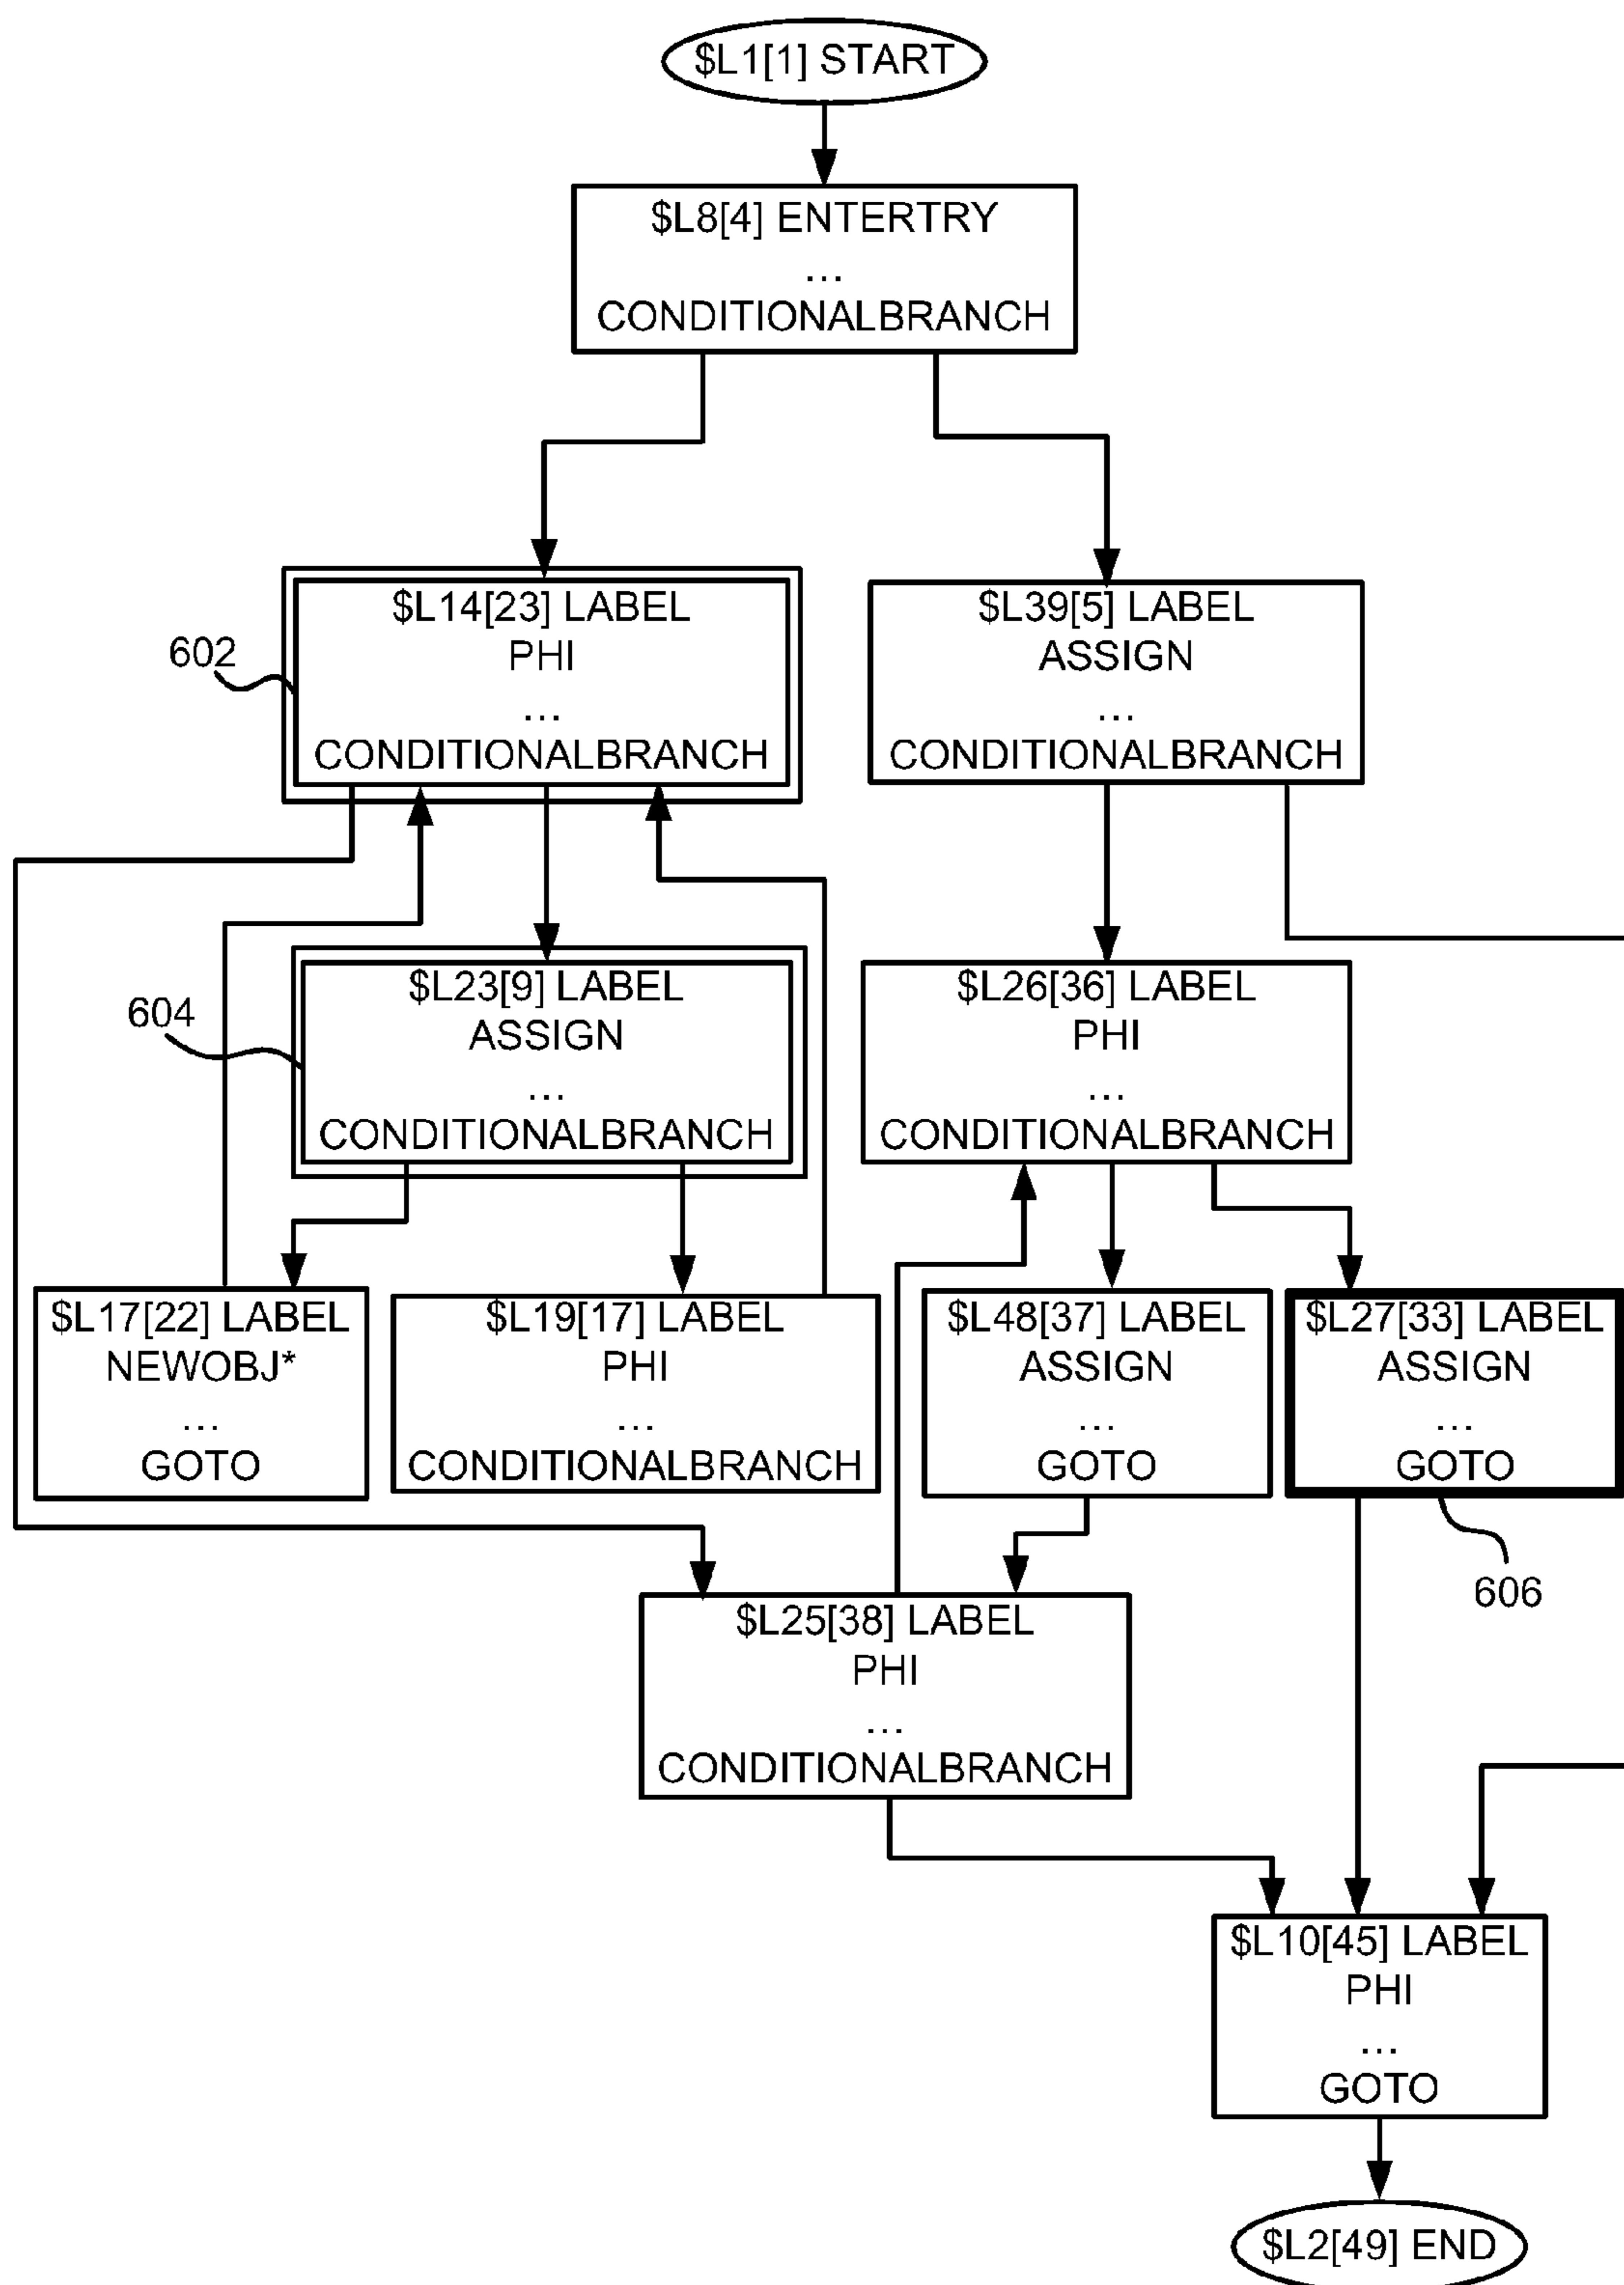 $L1[1] START
$L8[4] ENTERTRY
...
CONDITIONALBRANCH
$L14[23] LABEL
PHI
...
CONDITIONALBRANCH
602
$L39[5] LABEL
ASSIGN
...
CONDITIONALBRANCH
$L23[9] LABEL
ASSIGN
...
CONDITIONALBRANCH
604
$L26[36] LABEL
PHI
...
CONDITIONALBRANCH
$L17[22] LABEL
NEWOBJ*
...
GOTO
$L19[17] LABEL
PHI
...
CONDITIONALBRANCH
$L48[37] LABEL
ASSIGN
...
GOTO
$L27[33] LABEL
ASSIGN
...
GOTO
606
$L25[38] LABEL
PHI
...
CONDITIONALBRANCH
$L10[45] LABEL
PHI
...
GOTO
$L2[49] END